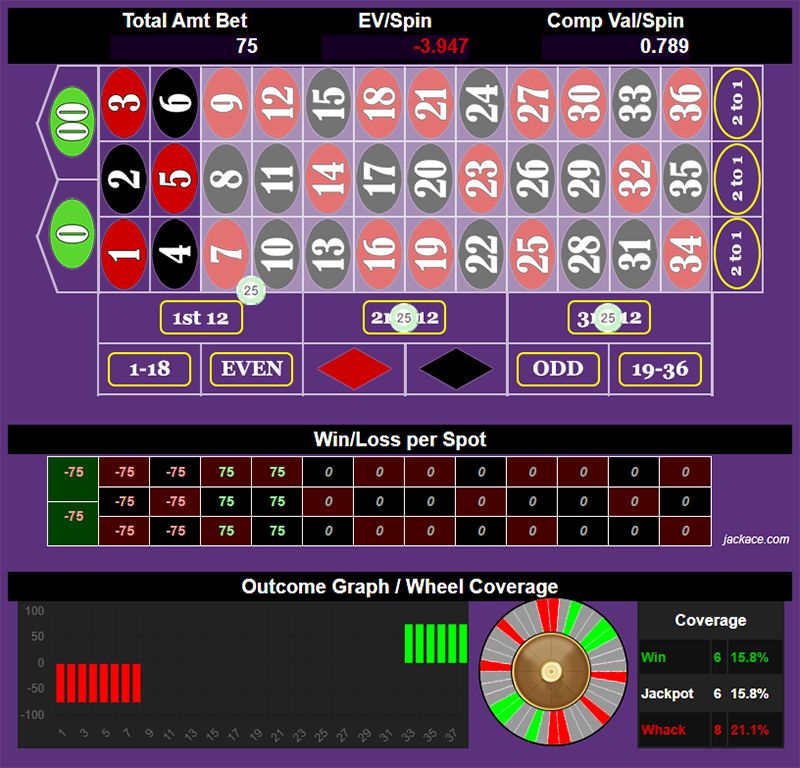 Total Amt Bet EV/Spin Comp Val/Spin
75 -3.947 0.789
00 3 6 9 12 15 18 21 24 27 30 33 36 2 to 1
2 5 8 11 14 17 20 23 26 29 32 35 2 to 1
0 1 4 7 10 13 16 19 22 25 28 31 34 2 to 1
25
1st 12 2n 25 12 3r 25 12
1-18 EVEN ODD 19-36
Win/Loss per Spot
-75 -75 -75 75 75 0 0 0 0 0 0 0 0
-75 -75 75 75 0 0 0 0 0 0 0 0
-75 -75 -75 75 75 0 0 0 0 0 0 0 0
jackace.com
Outcome Graph / Wheel Coverage
100
50
0
-50
-100
1 3 5 7 9 11 13 15 17 19 21 23 25 27 29 31 33 35 37
Coverage
Win 6 15.8%
Jackpot 6 15.8%
Whack 8 21.1%